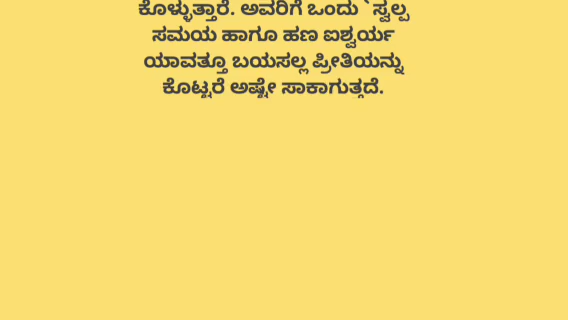 ಕೊಳ್ಳುತ್ತಾರೆ. ಅವರಿಗೆ ಒಂದು `ಸ್ವಲ್ಪ
ಸಮಯ ಹಾಗೂ ಹಣ ಐಶ್ವರ್ಯ
ಯಾವತ್ತೂ ಬಯಸಲ್ಲ ಪ್ರೀತಿಯನ್ನು
ಕೊಟ್ಟರೆ ಅಷ್ಟೇ ಸಾಕಾಗುತ್ತದೆ.